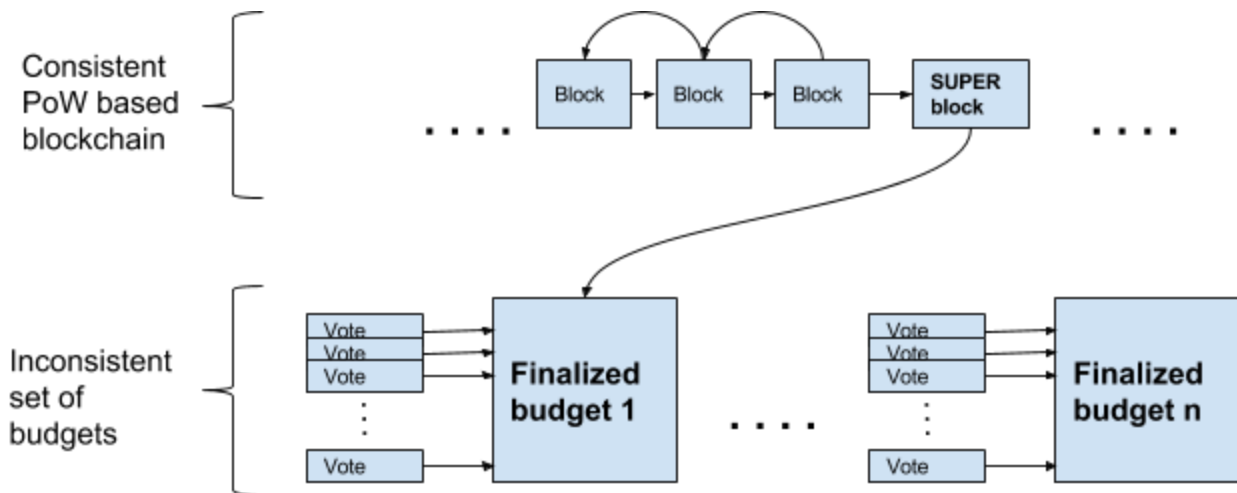 Consistent
PoW based
blockchain
Block
Block
Block
SUPER
block
. . . .
. . . .
Inconsistent
set of
budgets
Vote
Vote
Vote
Vote
Finalized
budget 1
. . . .
Vote
Vote
Vote
Vote
Finalized
budget n